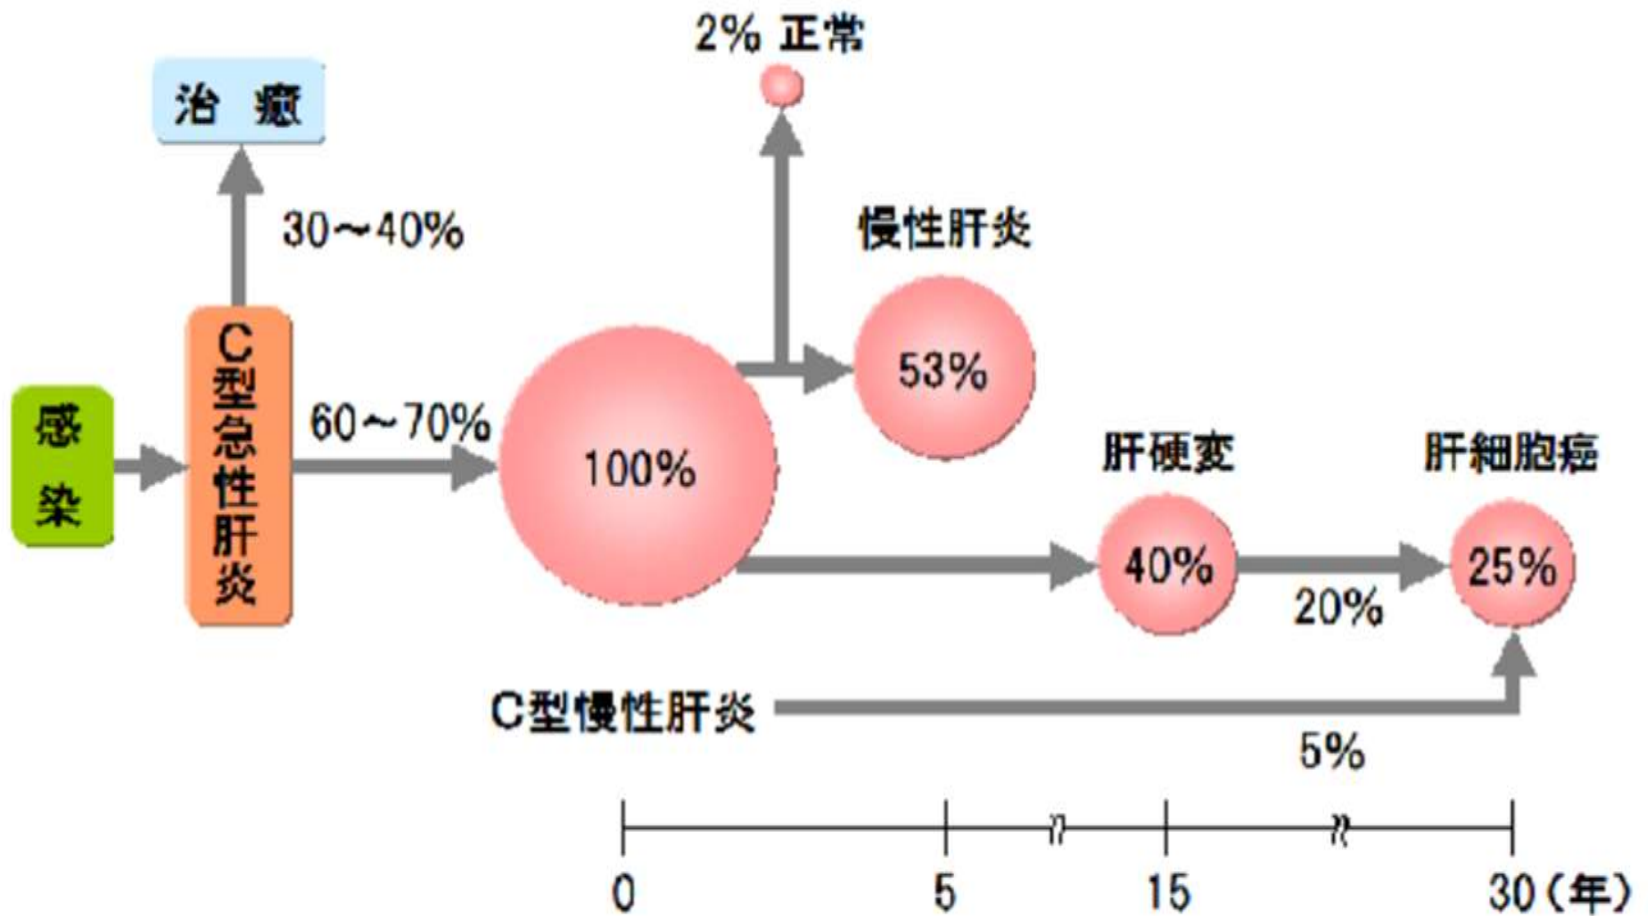 2% 正常
治 癒
30～40%
慢性肝炎
C型急性肝炎
53%
感染
60～70%
100%
肝硬変
肝細胞癌
40%
25%
20%
C型慢性肝炎
5%
0 5 15 30(年)